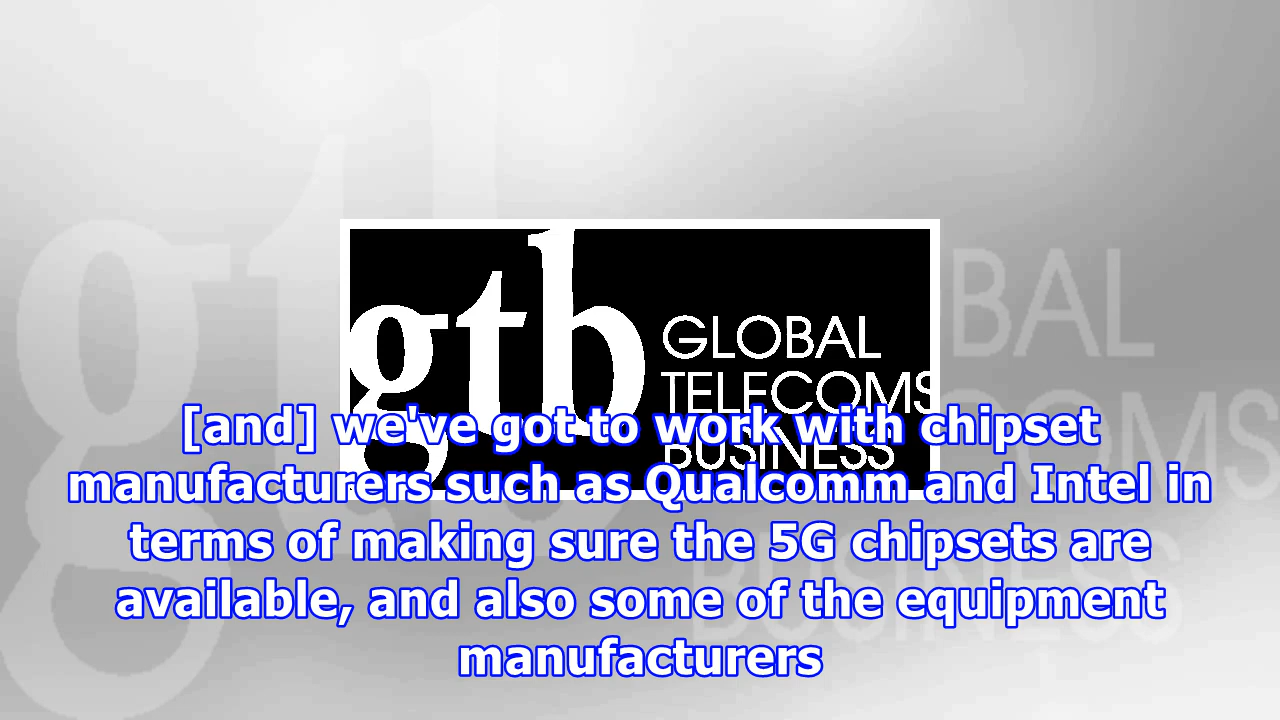 gtb
GLOBAL
TELECOMS
BUSINESS
[and] we've got to work with chipset
manufacturers such as Qualcomm and Intel in
terms of making sure the 5G chipsets are
available, and also some of the equipment
manufacturers